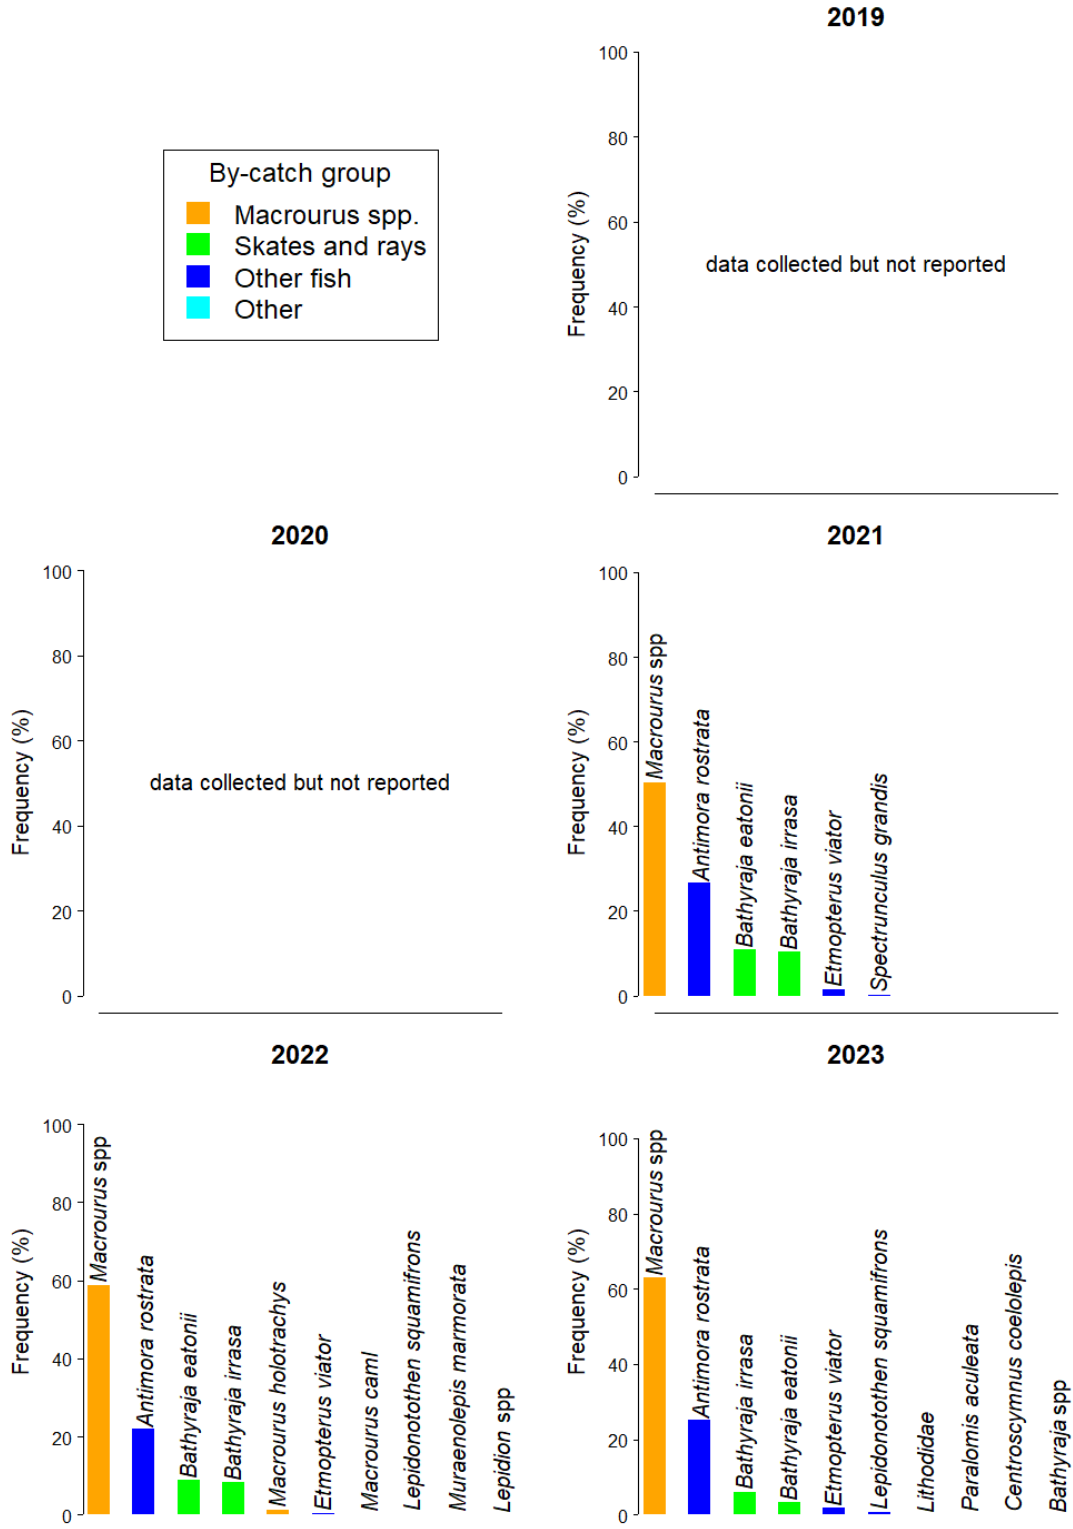 2019
By-catch group
Macrourus spp.
Skates and rays
Other fish
Other
Frequency (%)
100
80
60
40
20
0
data collected but not reported
2020
Frequency (%)
100
80
60
40
20
0
data collected but not reported
2021
Frequency (%)
100
80
60
40
20
0
Macrourus spp
Antimora rostrata
Bathyraja eatonii
Bathyraja irrasa
Etmopterus viator
Spectrunculus grandis
2022
Frequency (%)
100
80
60
40
20
0
Macrourus spp
Antimora rostrata
Bathyraja eatonii
Bathyraja irrasa
Macrourus holotrachys
Etmopterus viator
Macrourus caml
Lepidonotothen squamifrons
Muraenolepis marmorata
Lepidion spp
2023
Frequency (%)
100
80
60
40
20
0
Macrourus spp
Antimora rostrata
Bathyraja irrasa
Bathyraja eatonii
Etmopterus viator
Lepidonotothen squamifrons
Lithodidae
Paralomis aculeata
Centroscymnus coelolepis
Bathyraja spp